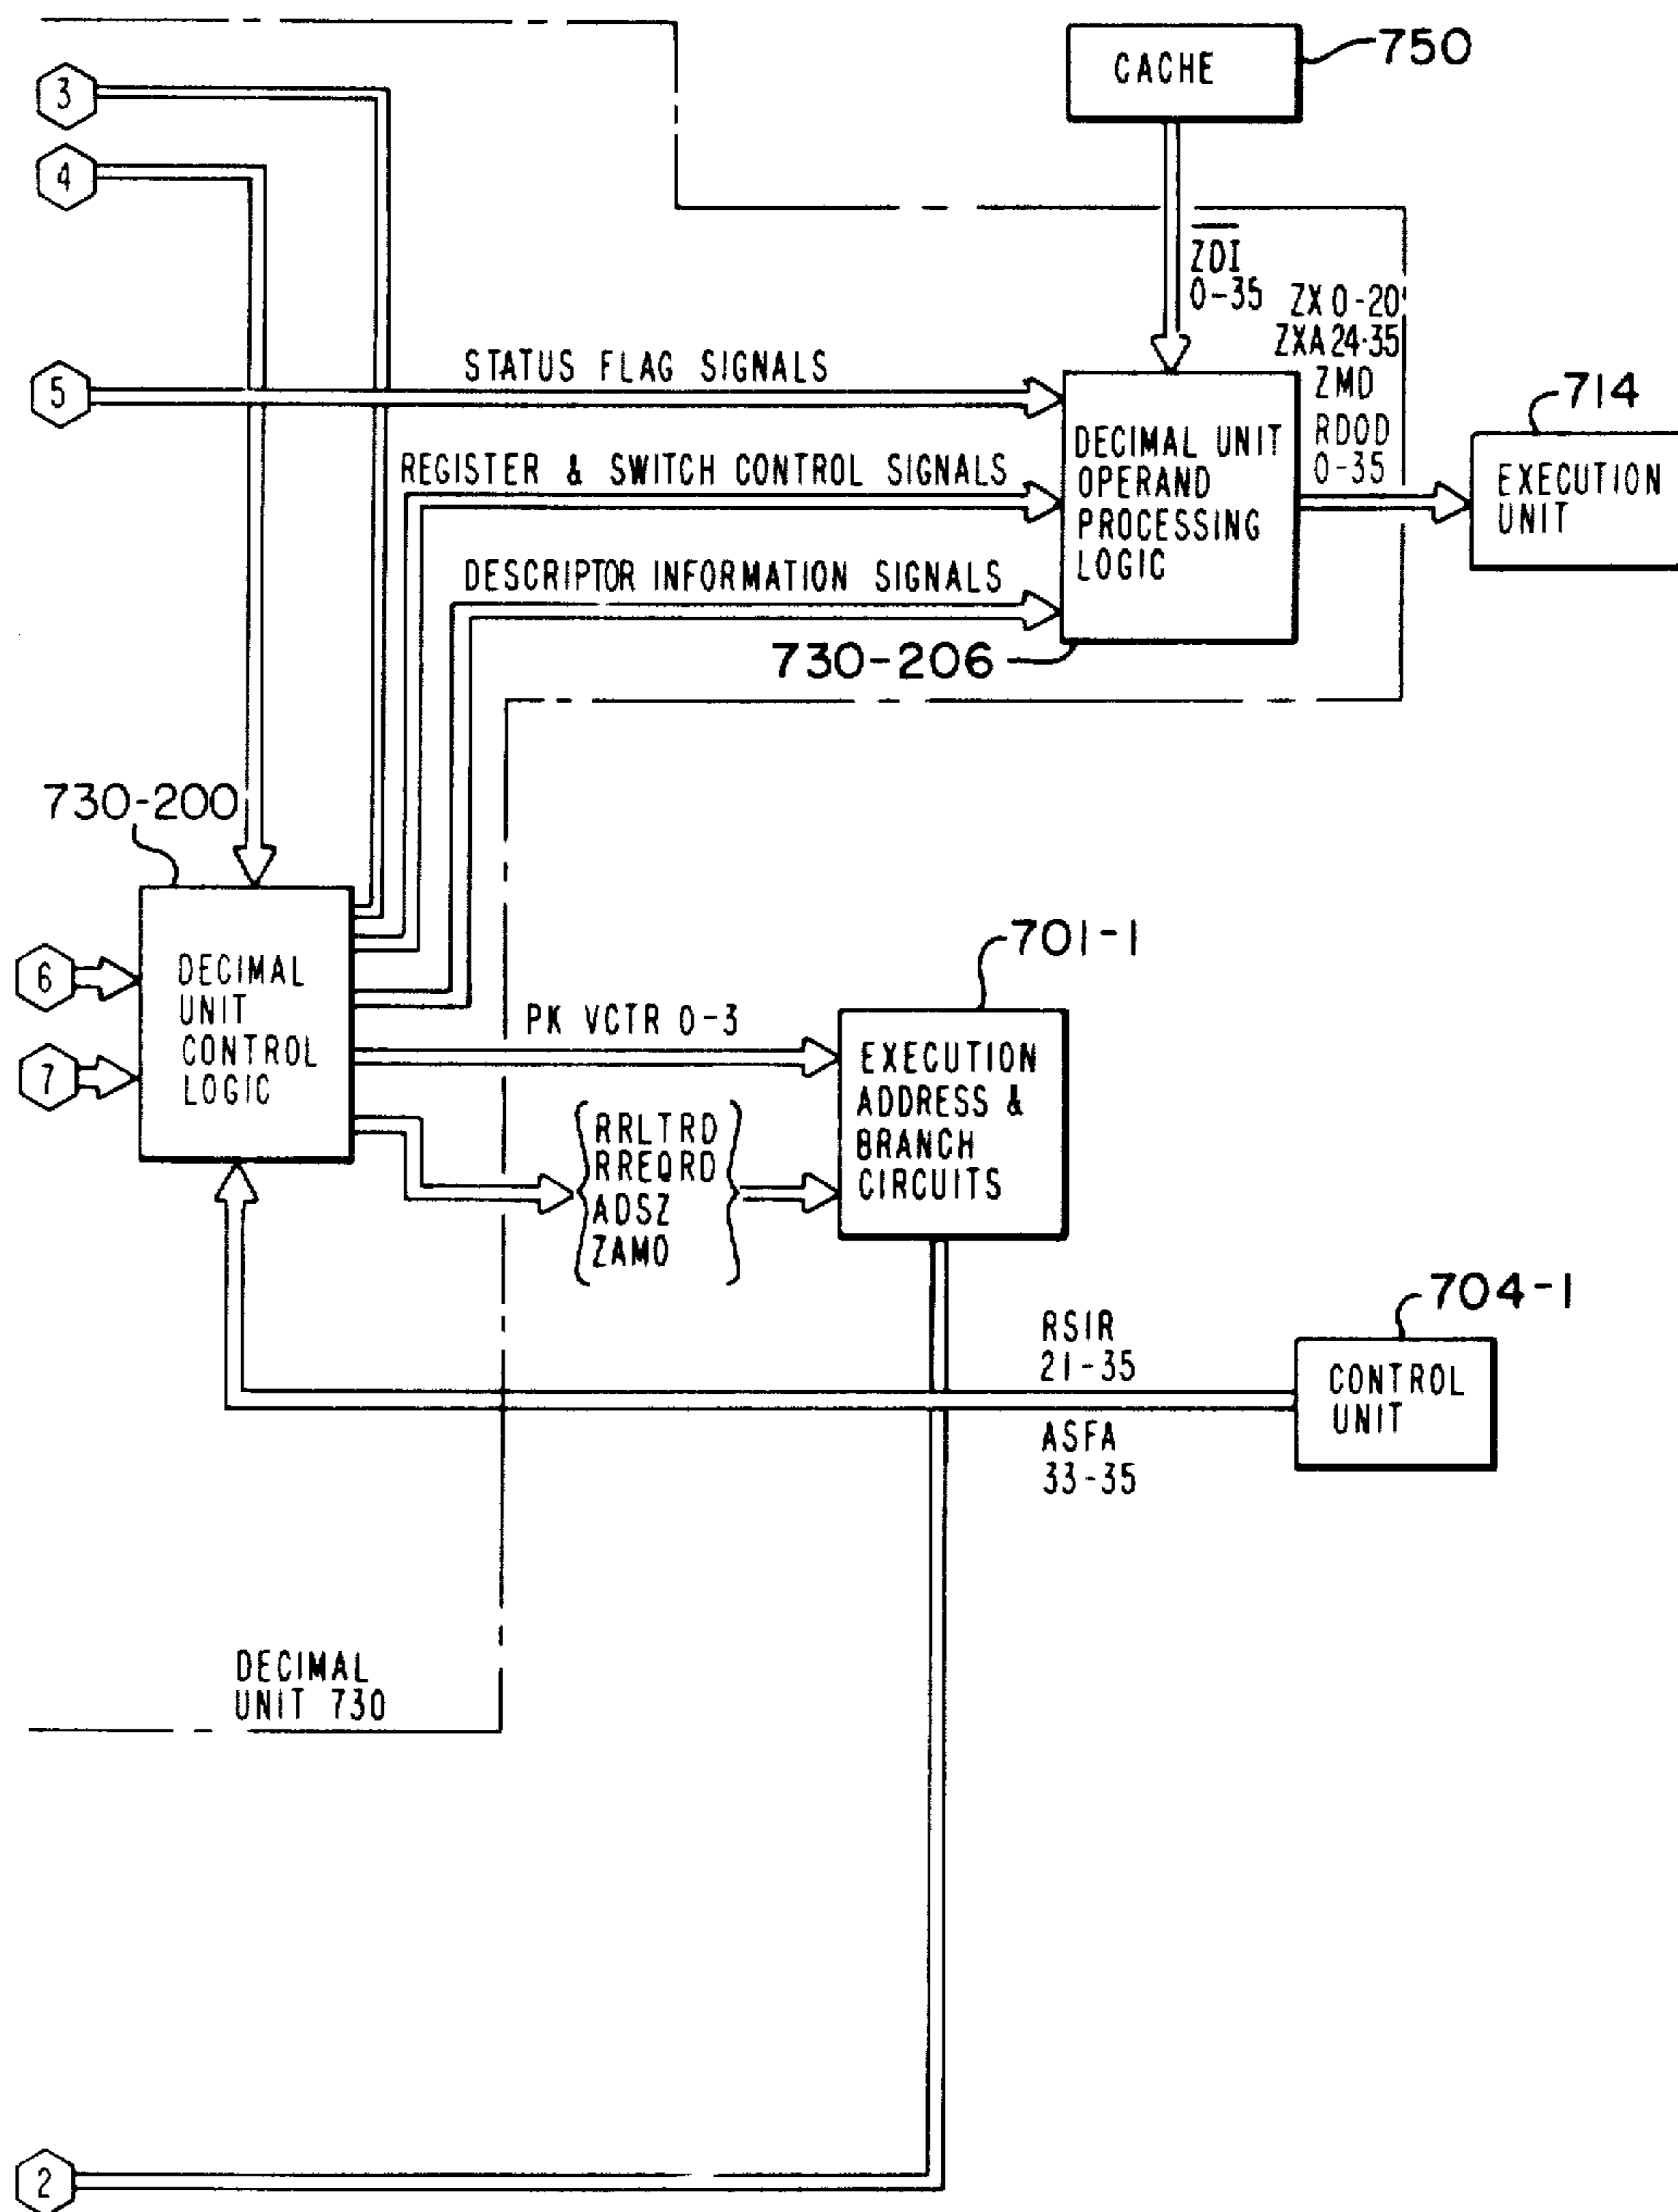 CACHE
750
3
4
ZDI
0-35
ZX 0-20
ZXA 24-35
ZMD
RDOD
0-35
5
STATUS FLAG SIGNALS
714
REGISTER & SWITCH CONTROL SIGNALS
DECIMAL UNIT
OPERAND
PROCESSING
LOGIC
EXECUTION
UNIT
DESCRIPTOR INFORMATION SIGNALS
730-206
730-200
701-1
6
DECIMAL
UNIT
CONTROL
LOGIC
PK VCTR 0-3
7
EXECUTION
ADDRESS &
BRANCH
CIRCUITS
RRLTRD
RREQRD
ADSZ
ZAMO
704-1
RSIR
21-35
CONTROL
UNIT
ASFA
33-35
DECIMAL
UNIT 730
2